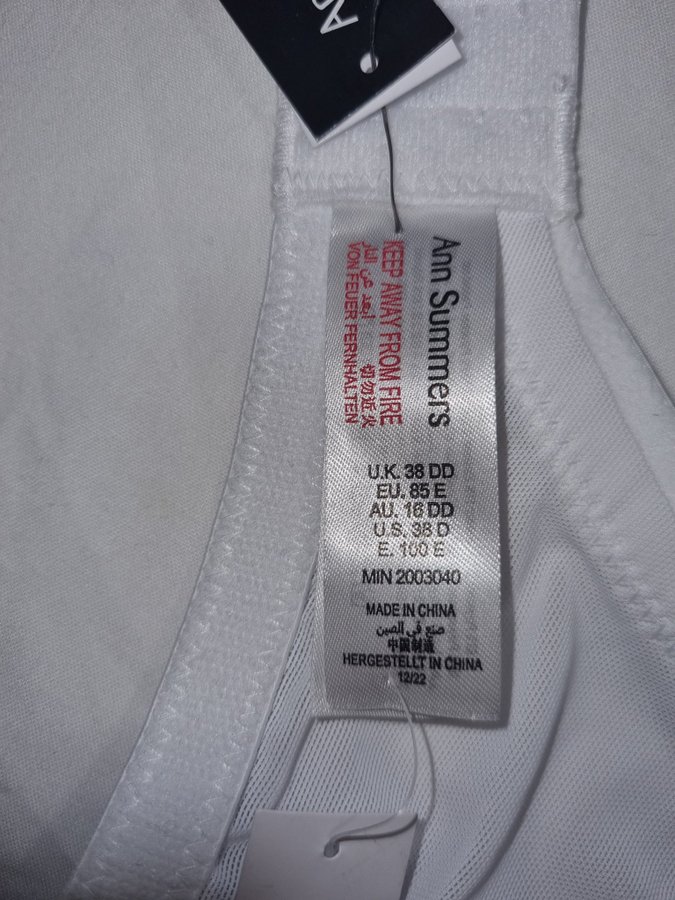 Ann Summers
KEEP AWAY FROM FIRE
切勿近火
أبعد عن النار
VON FEUER FERNHALTEN
U.K. 38 DD
EU. 85 E
AU. 16 DD
U.S. 38 D
E. 100 E
MIN 2003040
MADE IN CHINA
صنع في الصين
中国制造
HERGESTELLT IN CHINA
12/22